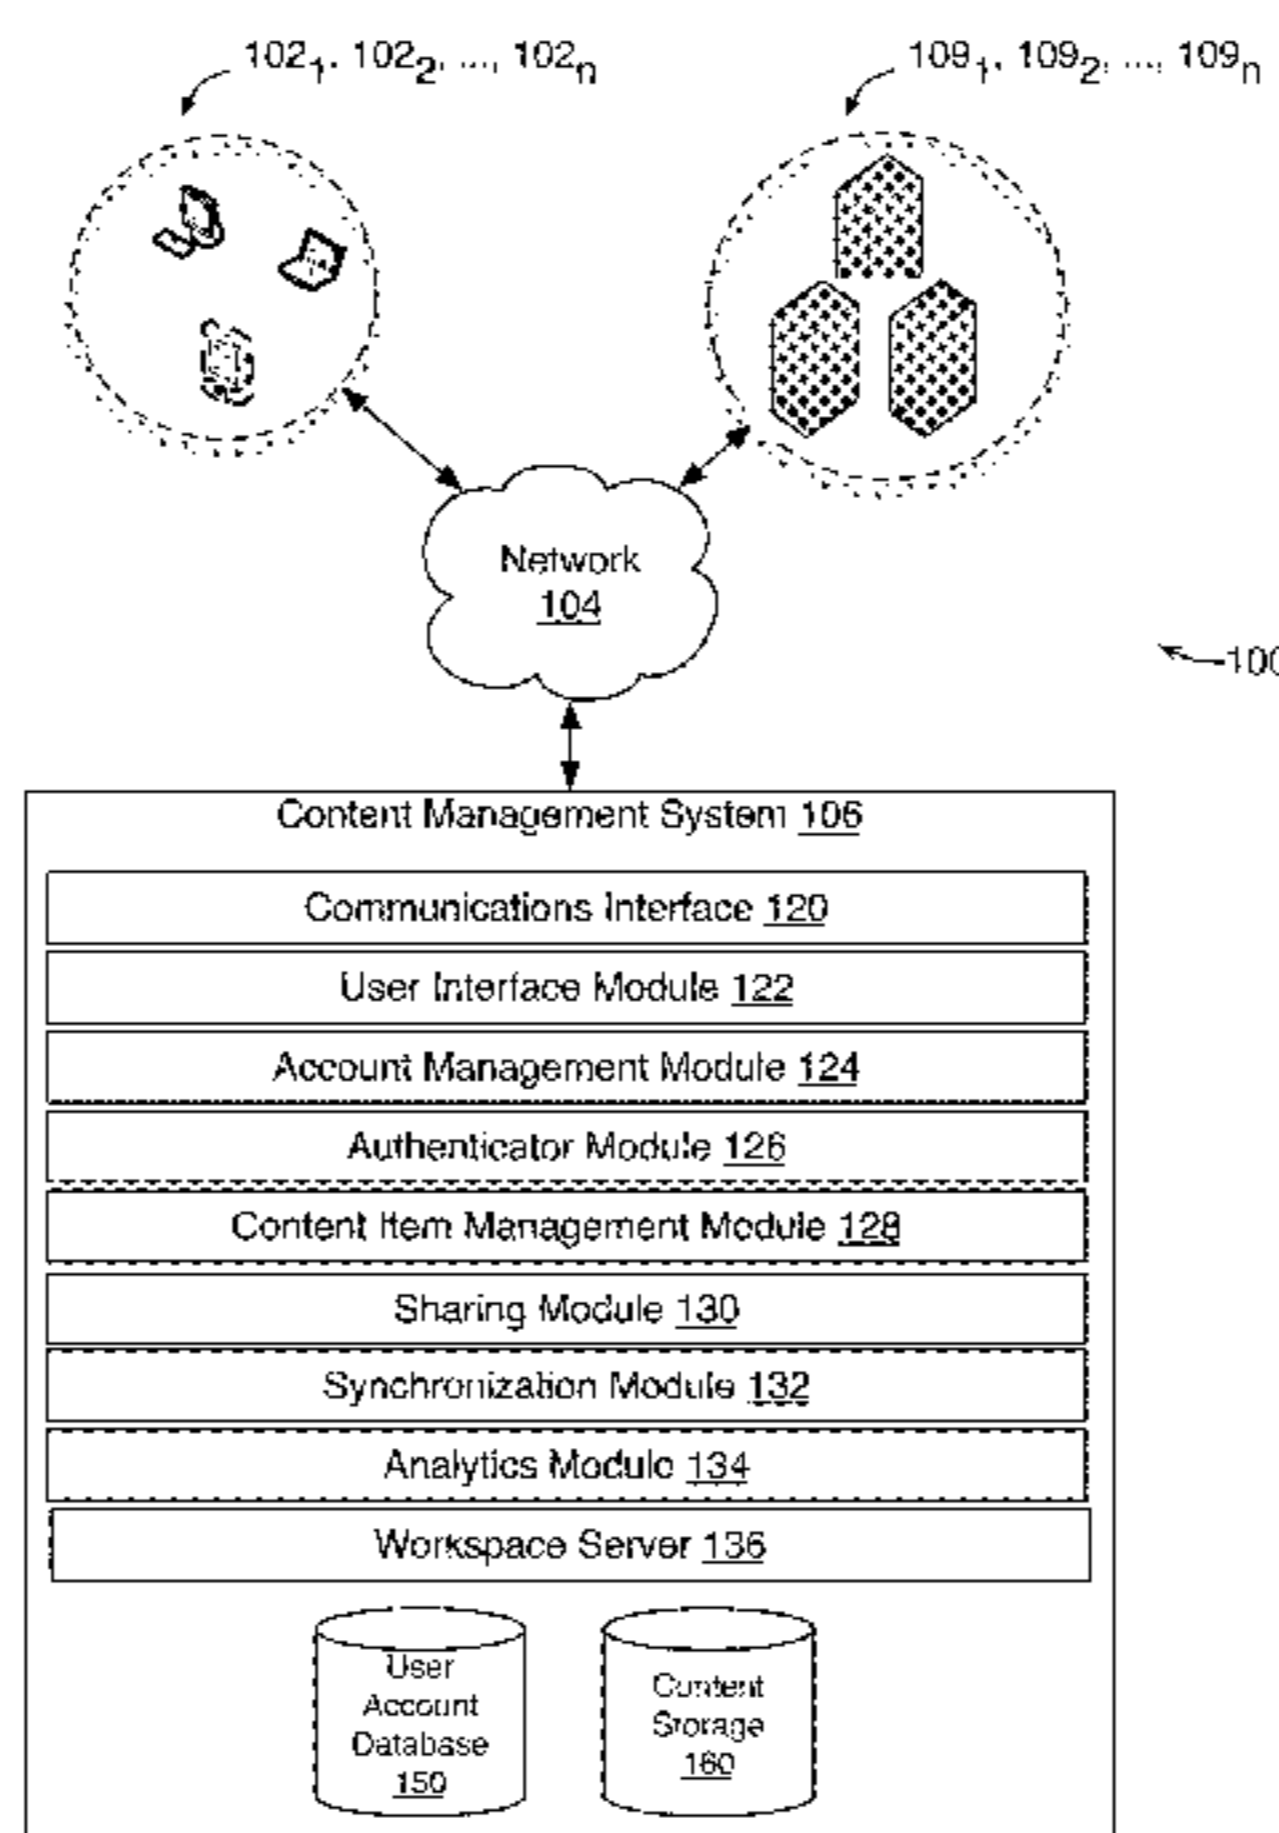 102₁, 102₂, ..., 102ₙ
109₁, 109₂, ..., 109ₙ
Network
104
100
Content Management System 106
Communications Interface 120
User Interface Module 122
Account Management Module 124
Authenticator Module 126
Content Item Management Module 128
Sharing Module 130
Synchronization Module 132
Analytics Module 134
Workspace Server 136
User
Account
Database
150
Content
Storage
160